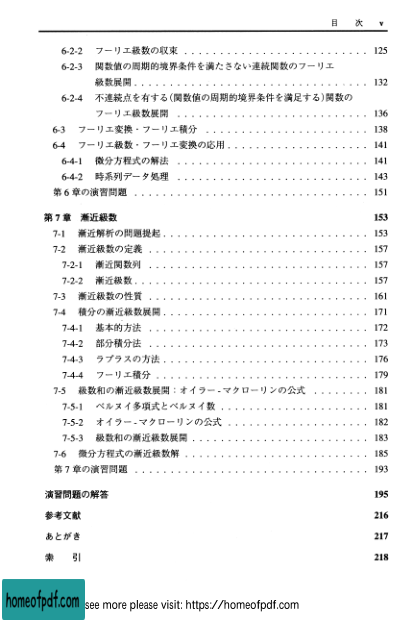 目 次 v
6-2-2 フーリエ級数の収束 125
6-2-3 関数値の周期的境界条件を満たさない連続関数のフーリエ
級数展開 132
6-2-4 不連続点を有する(関数値の周期的境界条件を満足する)関数の
フーリエ級数展開 136
6-3 フーリエ変換・フーリエ積分 138
6-4 フーリエ級数・フーリエ変換の応用 141
6-4-1 微分方程式の解法 141
6-4-2 時系列データ処理 143
第6章の演習問題 151
第7章 漸近級数 153
7-1 漸近解析の問題提起 153
7-2 漸近級数の定義 157
7-2-1 漸近関数列 157
7-2-2 漸近級数 157
7-3 漸近級数の性質 161
7-4 積分の漸近級数展開 171
7-4-1 基本的方法 172
7-4-2 部分積分法 173
7-4-3 ラプラスの方法 176
7-4-4 フーリエ積分 179
7-5 級数和の漸近級数展開:オイラー-マクローリンの公式 181
7-5-1 ベルヌイ多項式とベルヌイ数 181
7-5-2 オイラー-マクローリンの公式 182
7-5-3 級数和の漸近級数展開 183
7-6 微分方程式の漸近級数解 185
第7章の演習問題 193
演習問題の解答 195
参考文献 216
あとがき 217
索 引 218
homeofpdf.com see more please visit: https://homeofpdf.com